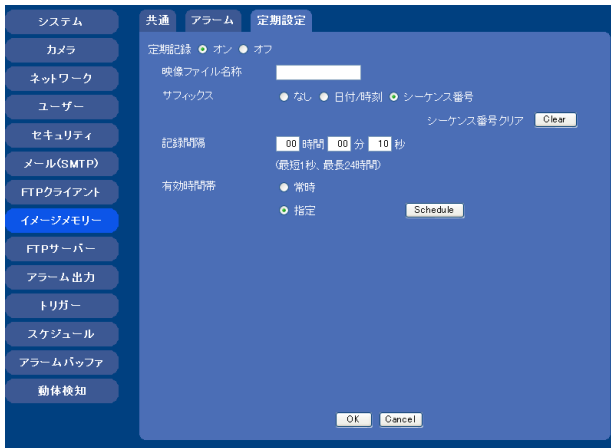 システム
カメラ
ネットワーク
ユーザー
セキュリティ
メール(SMTP)
FTPクライアント
イメージメモリー
FTPサーバー
アラーム出力
トリガー
スケジュール
アラームバッファ
動体検知
共通 アラーム 定期設定
定期記録 オン オフ
映像ファイル名称
サフィックス なし 日付/時刻 シーケンス番号
シーケンス番号クリア Clear
記録間隔 00 時間 00 分 10 秒
(最短1秒、最長24時間)
有効時間帯 常時
指定 Schedule
OK Cancel